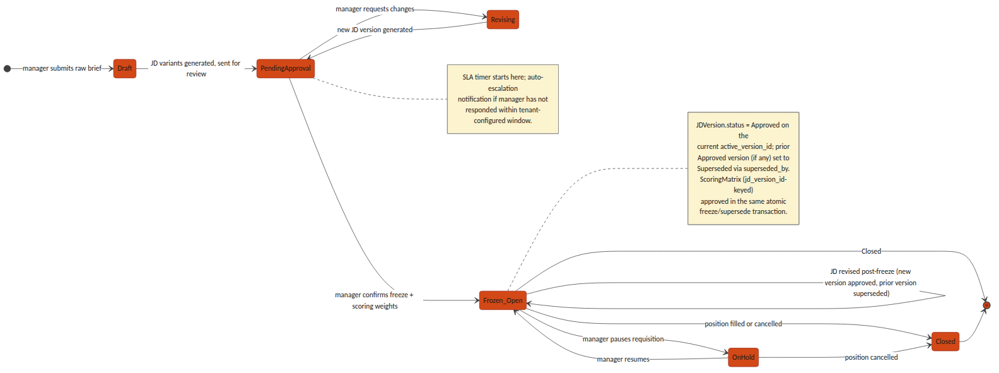 manager requests changes
Revising
new JD version generated
manager submits raw brief
Draft
JD variants generated, sent for
review
PendingApproval
SLA timer starts here; auto-
escalation
notification if manager has not
responded within tenant-
configured window.
JDVersion.status = Approved on
the
current active_version_id; prior
Approved version (if any) set to
Superseded via superseded_by.
ScoringMatrix (jd_version_id-
keyed)
approved in the same atomic
freeze/supersede transaction.
Closed
JD revised post-freeze (new
version approved, prior version
superseded)
manager confirms freeze +
scoring weights
Frozen_Open
position filled or cancelled
manager pauses requisition
Closed
OnHold
manager resumes
position cancelled